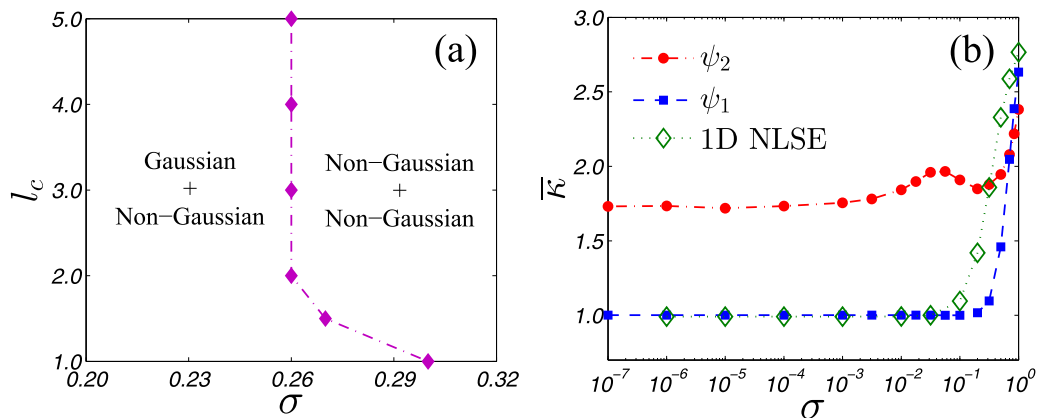 (a)
5.0
4.0
3.0
2.0
1.0
l_c
Gaussian
+
Non−Gaussian
Non−Gaussian
+
Non−Gaussian
0.20 0.23 0.26 0.29 0.32
σ
(b)
3.0
2.5
2.0
1.5
1.0
κ̅
ψ₂
ψ₁
1D NLSE
10⁻⁷ 10⁻⁶ 10⁻⁵ 10⁻⁴ 10⁻³ 10⁻² 10⁻¹ 10⁰
σ